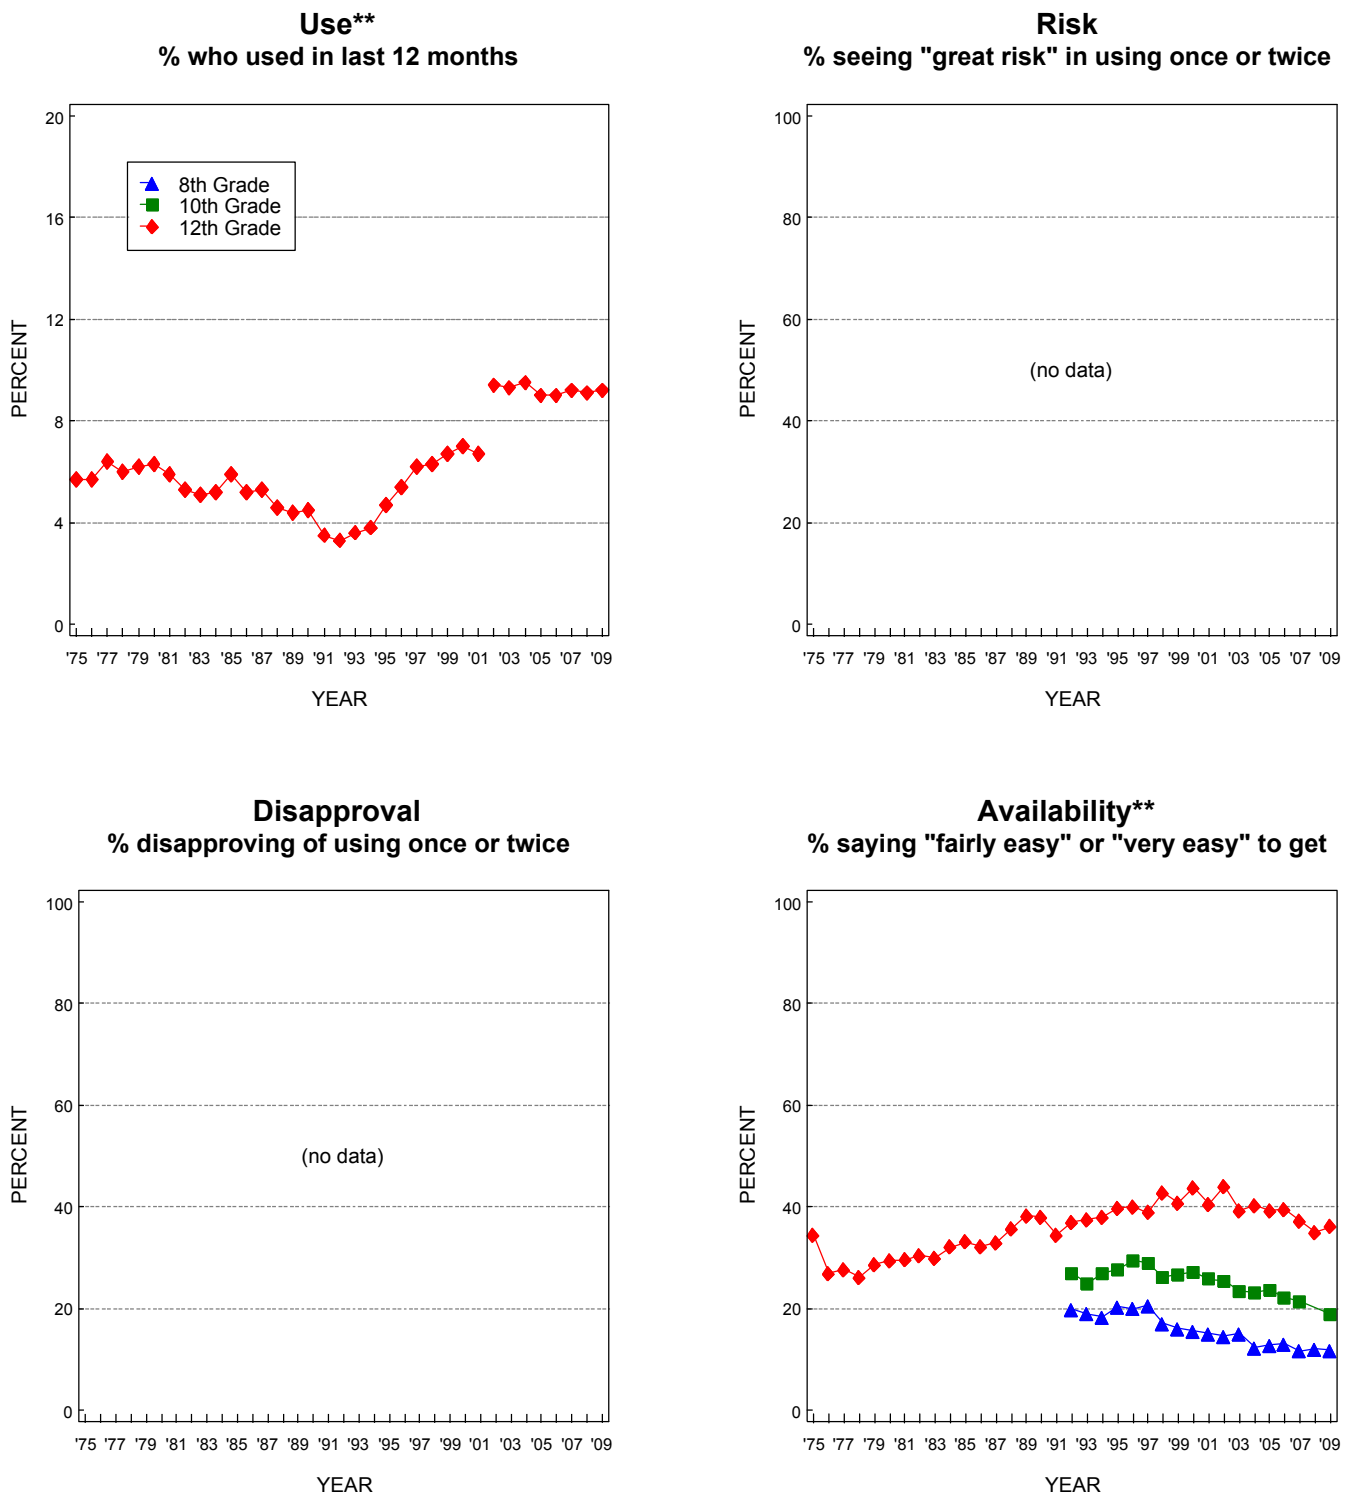 Use**
% who used in last 12 months
20
16
12
8
4
0
PERCENT
8th Grade
10th Grade
12th Grade
'75 '77 '79 '81 '83 '85 '87 '89 '91 '93 '95 '97 '99 '01 '03 '05 '07 '09
YEAR
Risk
% seeing "great risk" in using once or twice
100
80
60
40
20
0
PERCENT
(no data)
'75 '77 '79 '81 '83 '85 '87 '89 '91 '93 '95 '97 '99 '01 '03 '05 '07 '09
YEAR
Disapproval
% disapproving of using once or twice
100
80
60
40
20
0
PERCENT
(no data)
'75 '77 '79 '81 '83 '85 '87 '89 '91 '93 '95 '97 '99 '01 '03 '05 '07 '09
YEAR
Availability**
% saying "fairly easy" or "very easy" to get
100
80
60
40
20
0
PERCENT
'75 '77 '79 '81 '83 '85 '87 '89 '91 '93 '95 '97 '99 '01 '03 '05 '07 '09
YEAR